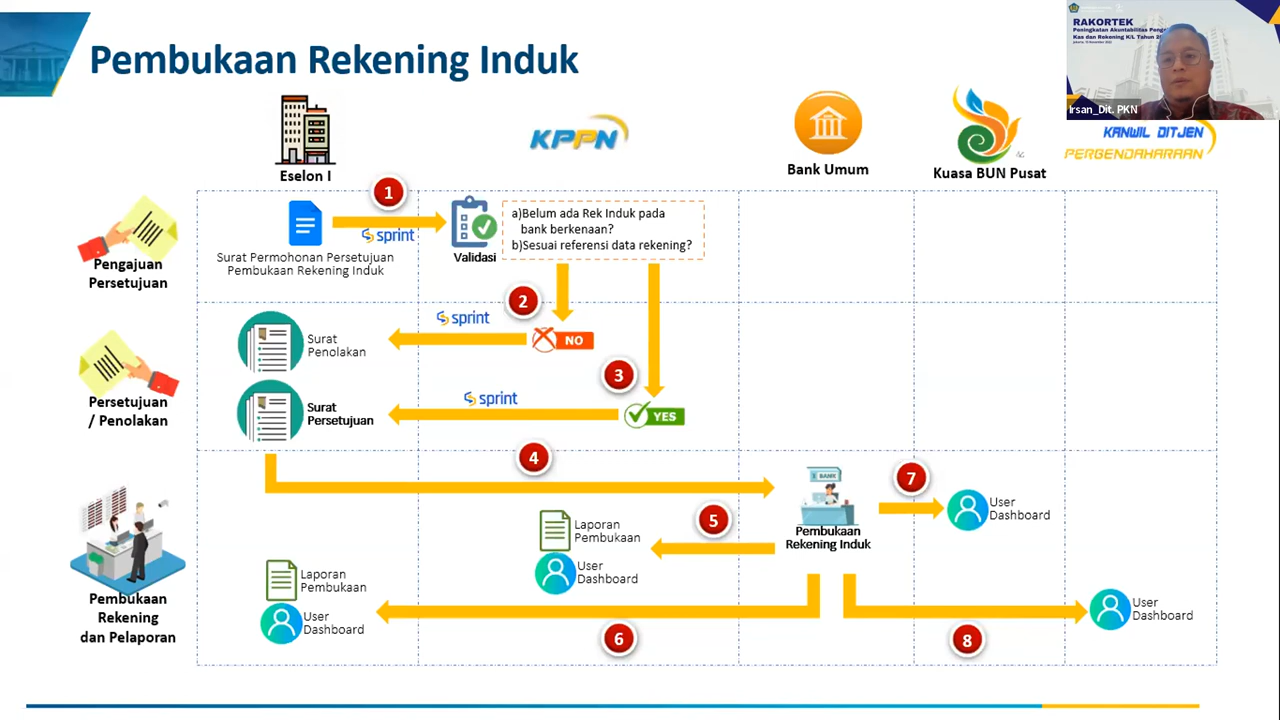 Pembukaan Rekening Induk
RAKORTEK
Peningkatan Akuntabilitas
Kas dan Rekening K/L Tahun
Irsan_Dit. PKN
Eselon I
KPPN
Bank Umum
Kuasa BUN Pusat
KANWIL DITJEN
PERGENDAHARAAN
Pengajuan
Persetujuan
1
sprint
Surat Permohonan Persetujuan
Pembukaan Rekening Induk
Validasi
a)Belum ada Rek Induk pada
bank berkenaan?
b)Sesuai referensi data rekening?
Persetujuan
/ Penolakan
2
sprint
NO
Surat
Penolakan
3
sprint
YES
Surat
Persetujuan
Pembukaan
Rekening
dan Pelaporan
4
BANK
Pembukaan
Rekening Induk
7
User
Dashboard
5
Laporan
Pembukaan
User
Dashboard
Laporan
Pembukaan
User
Dashboard
6
8
User
Dashboard